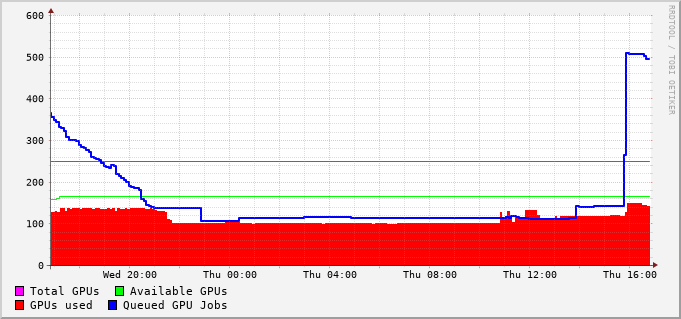 600
500
400
300
200
100
0
Wed 20:00 Thu 00:00 Thu 04:00 Thu 08:00 Thu 12:00 Thu 16:00
Total GPUs Available GPUs
GPUs used Queued GPU Jobs
RRDTOOL / TOBI OETIKER